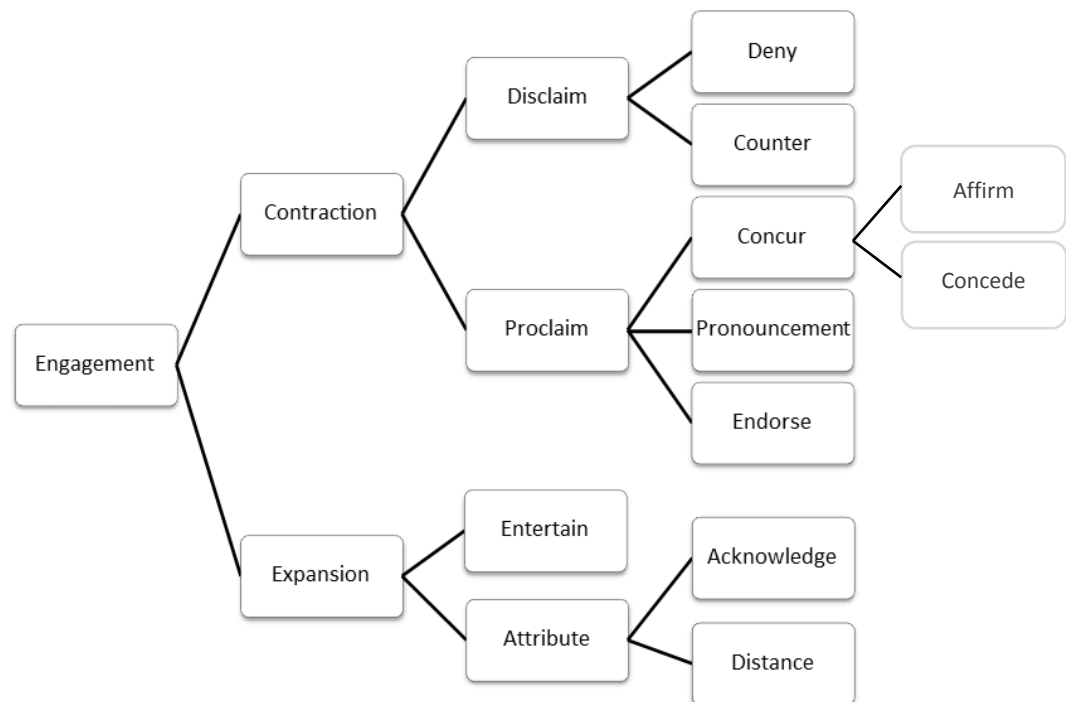 Engagement
Contraction
Disclaim
Deny
Counter
Proclaim
Concur
Affirm
Concede
Pronouncement
Endorse
Expansion
Entertain
Attribute
Acknowledge
Distance